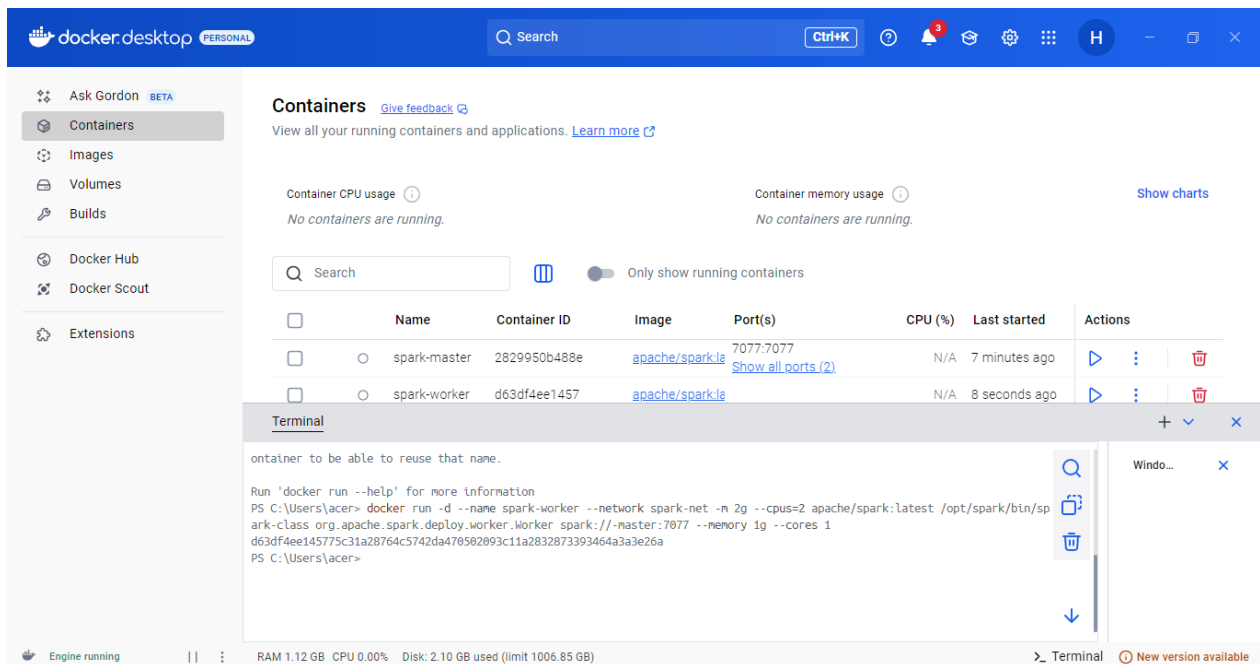 docker.desktop PERSONAL
Search
Ctrl+K
3
H
Ask Gordon BETA
Containers
Images
Volumes
Builds
Docker Hub
Docker Scout
Extensions
Containers Give feedback
View all your running containers and applications. Learn more
Container CPU usage
No containers are running.
Container memory usage
No containers are running.
Show charts
Search
Only show running containers
Name Container ID Image Port(s) CPU (%) Last started Actions
spark-master 2829950b488e apache/spark:la 7077:7077 N/A 7 minutes ago
Show all ports (2)
spark-worker d63df4ee1457 apache/spark:la N/A 8 seconds ago
Terminal
ontainer to be able to reuse that name.
Run 'docker run --help' for more information
PS C:\Users\acer> docker run -d --name spark-worker --network spark-net -m 2g --cpus=2 apache/spark:latest /opt/spark/bin/sp
ark-class org.apache.spark.deploy.worker.Worker spark://-master:7077 --memory 1g --cores 1
d63df4ee145775c31a28764c5742da470502093c11a2832873393464a3a3e26a
PS C:\Users\acer>
Windo...
Engine running
RAM 1.12 GB CPU 0.00% Disk: 2.10 GB used (limit 1006.85 GB)
>_ Terminal
New version available